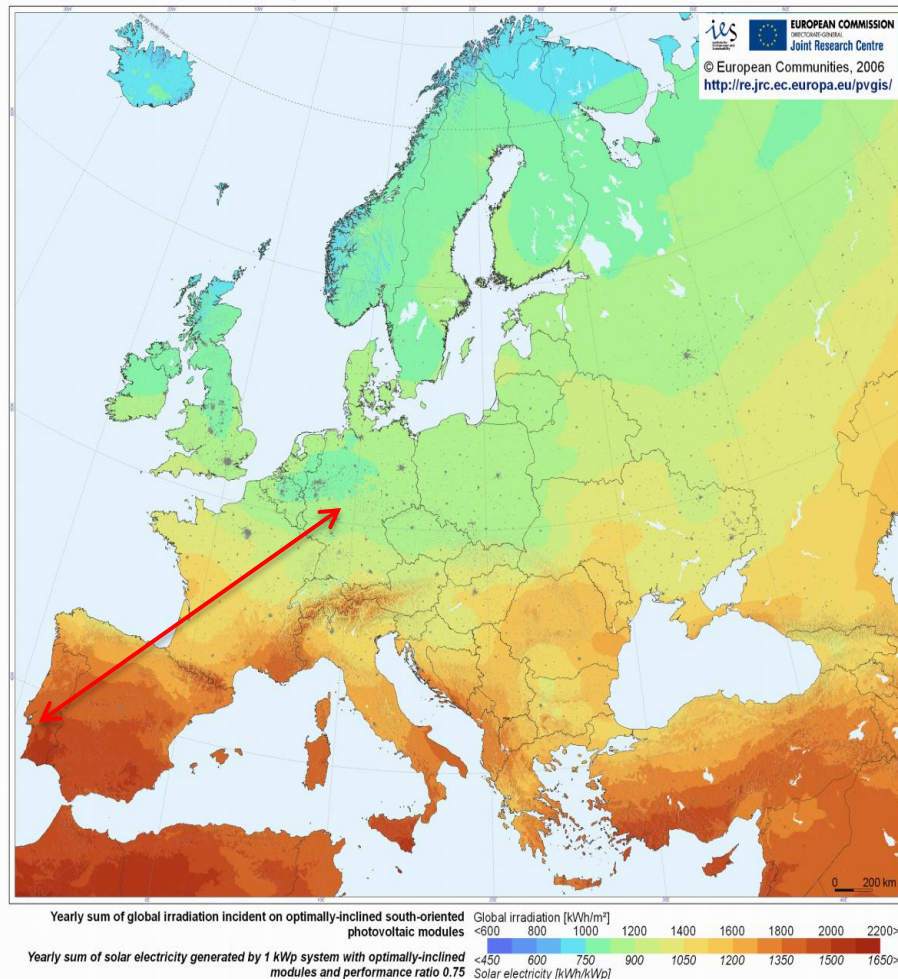 ies
EUROPEAN COMMISSION
DIRECTORATE-GENERAL
Joint Research Centre
© European Communities, 2006
http://re.jrc.ec.europa.eu/pvgis/
0 200 km
Yearly sum of global irradiation incident on optimally-inclined south-oriented
photovoltaic modules
Yearly sum of solar electricity generated by 1 kWp system with optimally-inclined
modules and performance ratio 0.75
Global irradiation [kWh/m²]
<600 800 1000 1200 1400 1600 1800 2000 2200>
<450 600 750 900 1050 1200 1350 1500 1650>
Solar electricity [kWh/kWp]